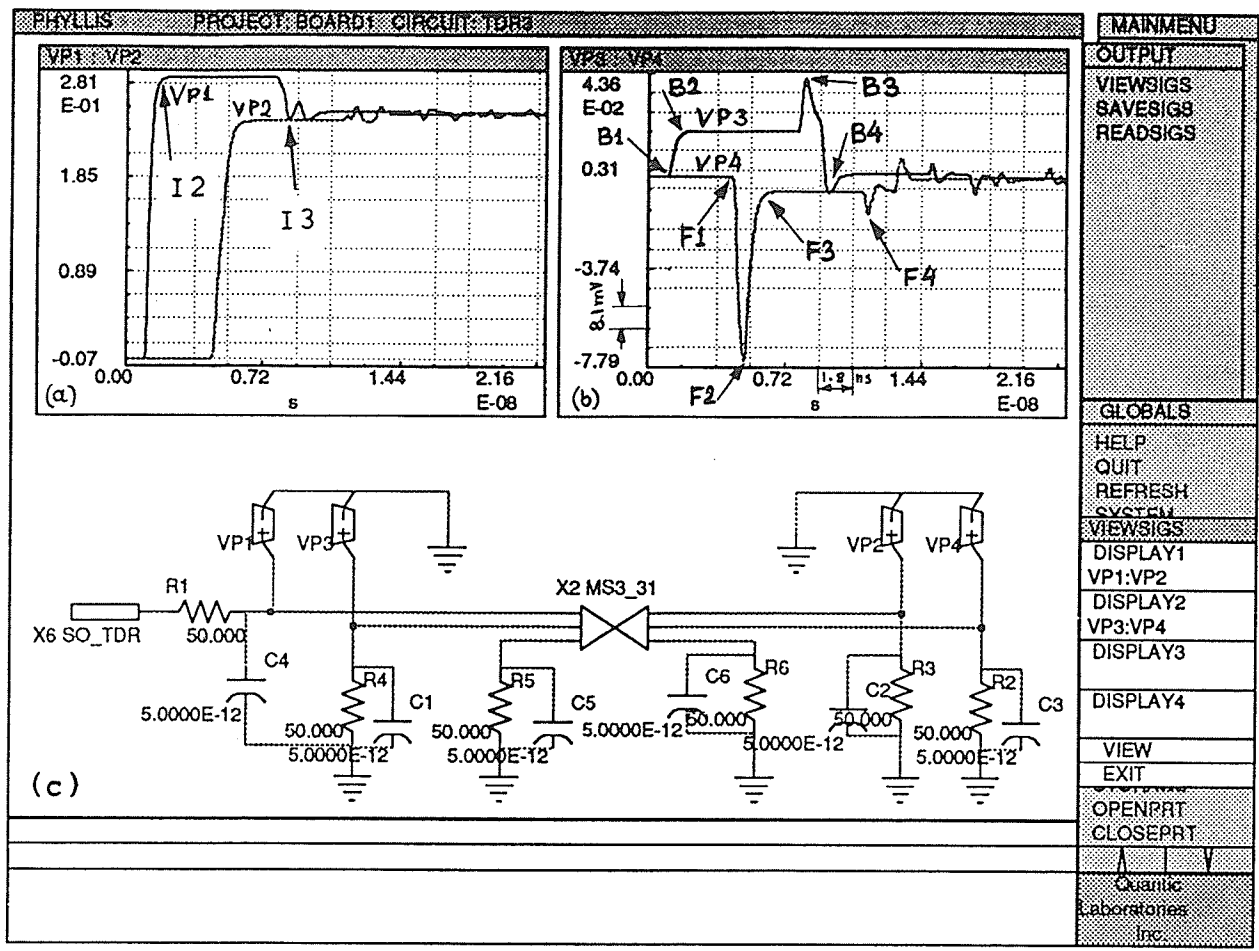 PHYLLIS PROJECT: BOARD1 CIRCUIT: TDR3
VP1 : VP2
2.81
E-01
1.85
0.89
-0.07
0.00 0.72 1.44 2.16
s E-08
VP1
VP2
I2
I3
(a)
VP3 : VP4
4.36
E-02
0.31
-3.74
-7.79
0.00 0.72 1.44 2.16
s E-08
B1
B2
VP3
B3
B4
VP4
F1
F2
F3
F4
8.1mV
1.8 ns
(b)
VP1
VP3
VP2
VP4
X2 MS3_31
R1
50.000
X6 SO_TDR
C4
5.0000E-12
R4
50.000
C1
5.0000E-12
R5
50.000
C5
5.0000E-12
C6
5.0000E-12
R6
50.000
C2
5.0000E-12
R3
50.000
R2
50.000
C3
5.0000E-12
(c)
MAINMENU
OUTPUT
VIEWSIGS
SAVESIGS
READSIGS
GLOBALS
HELP
QUIT
REFRESH
SYSTEM
VIEWSIGS
DISPLAY1
VP1:VP2
DISPLAY2
VP3:VP4
DISPLAY3
DISPLAY4
VIEW
EXIT
OPENPRT
CLOSEPRT
Quantic
Laboratories
Inc.